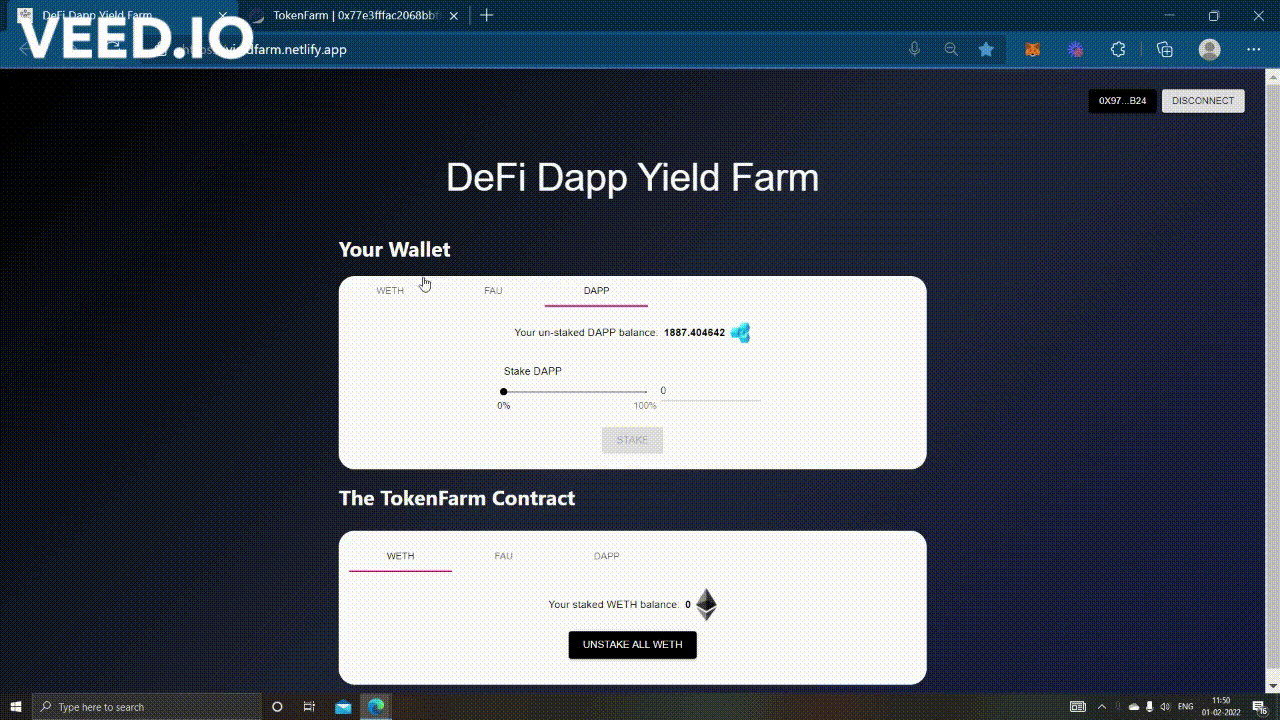 DeFi Dapp Yield Farm
TokenFarm | 0x77e3fffac2068bb
VEED.IO
farm.netlify.app
0X97...B24
DISCONNECT
DeFi Dapp Yield Farm
Your Wallet
WETH
FAU
DAPP
Your un-staked DAPP balance: 1887.404642
Stake DAPP
0
0%
100%
STAKE
The TokenFarm Contract
WETH
FAU
DAPP
Your staked WETH balance: 0
UNSTAKE ALL WETH
Type here to search
ENG
11:50
01-02-2022